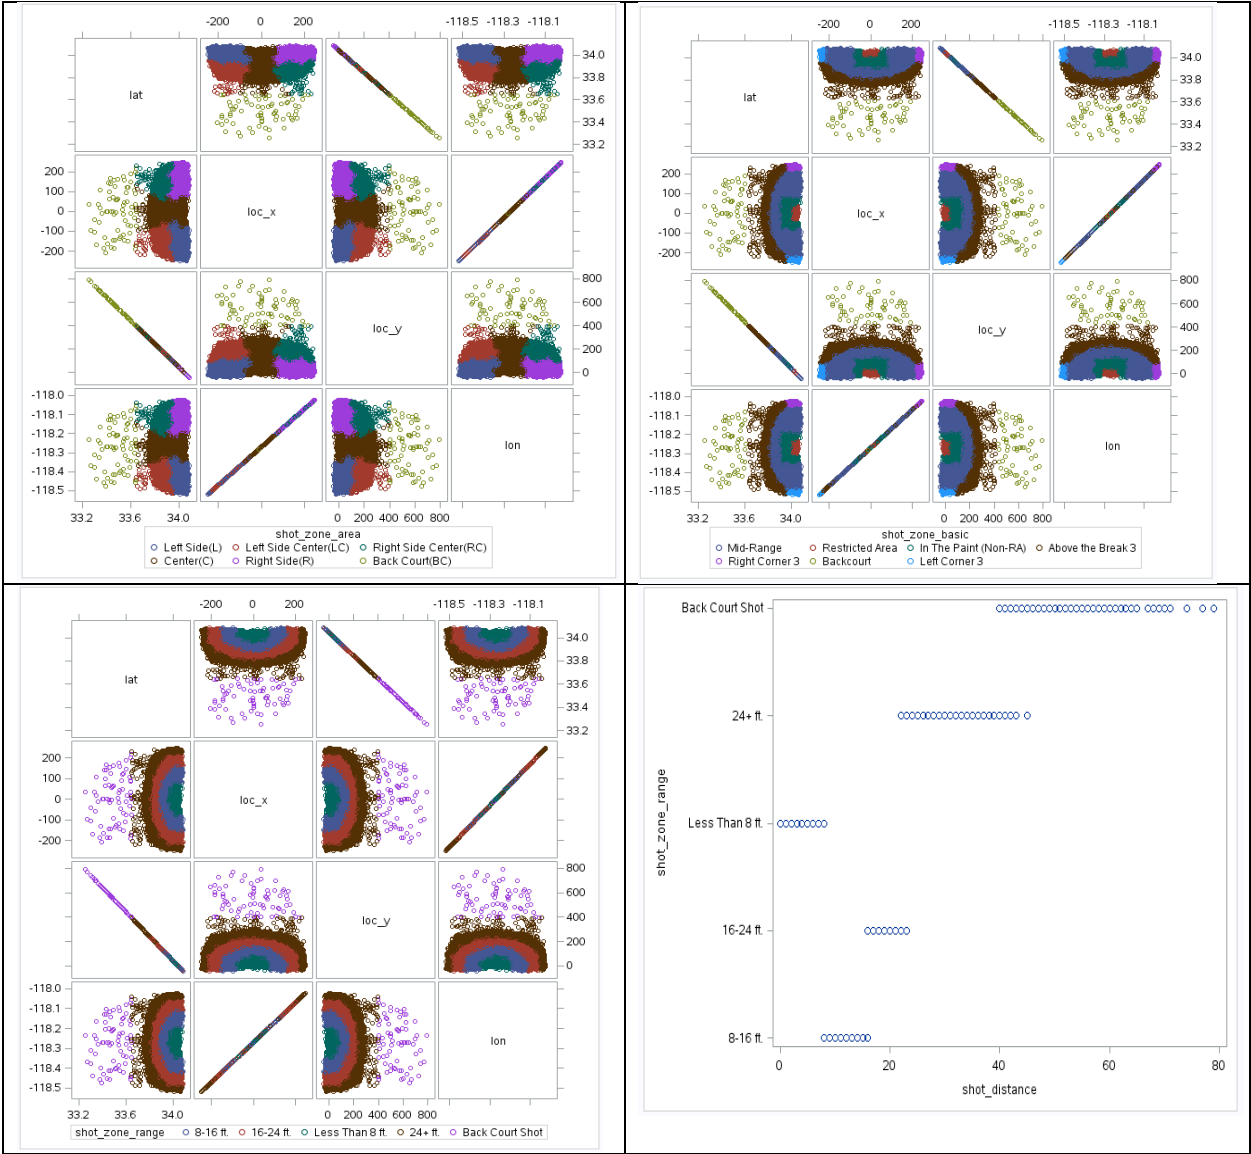 -200 0 200 -118.5 -118.3 -118.1
lat
34.0
33.8
33.6
33.4
33.2
200
100
0
-100
-200
loc_x
loc_y
800
600
400
200
0
-118.0
-118.1
-118.2
-118.3
-118.4
-118.5
lon
33.2 33.6 34.0 0 200 400 600 800
shot_zone_area
Left Side(L) Left Side Center(LC) Right Side Center(RC)
Center(C) Right Side(R) Back Court(BC)
-200 0 200 -118.5 -118.3 -118.1
lat
34.0
33.8
33.6
33.4
33.2
200
100
0
-100
-200
loc_x
loc_y
800
600
400
200
0
-118.0
-118.1
-118.2
-118.3
-118.4
-118.5
lon
33.2 33.6 34.0 0 200 400 600 800
shot_zone_basic
Mid-Range Restricted Area In The Paint (Non-RA) Above the Break 3
Right Corner 3 Backcourt Left Corner 3
-200 0 200 -118.5 -118.3 -118.1
lat
34.0
33.8
33.6
33.4
33.2
200
100
0
-100
-200
loc_x
loc_y
800
600
400
200
0
-118.0
-118.1
-118.2
-118.3
-118.4
-118.5
lon
33.2 33.6 34.0 0 200 400 600 800
shot_zone_range 8-16 ft. 16-24 ft. Less Than 8 ft. 24+ ft. Back Court Shot
shot_zone_range
Back Court Shot
24+ ft.
Less Than 8 ft.
16-24 ft.
8-16 ft.
0 20 40 60 80
shot_distance